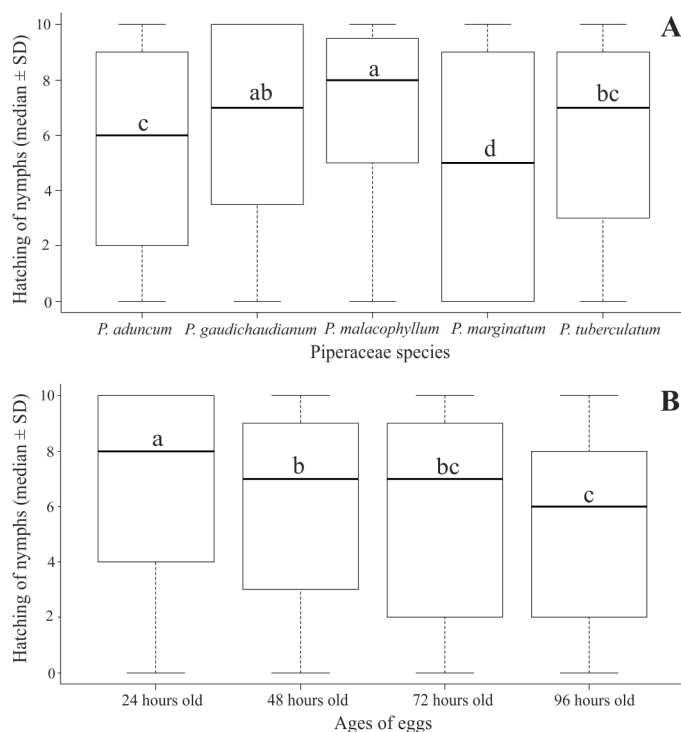 A
Hatching of nymphs (median ± SD)
10
8
6
4
2
0
c
ab
a
d
bc
P. aduncum P. gaudichaudianum P. malacophyllum P. marginatum P. tuberculatum
Piperaceae species
B
Hatching of nymphs (median ± SD)
10
8
6
4
2
0
a
b
bc
c
24 hours old 48 hours old 72 hours old 96 hours old
Ages of eggs